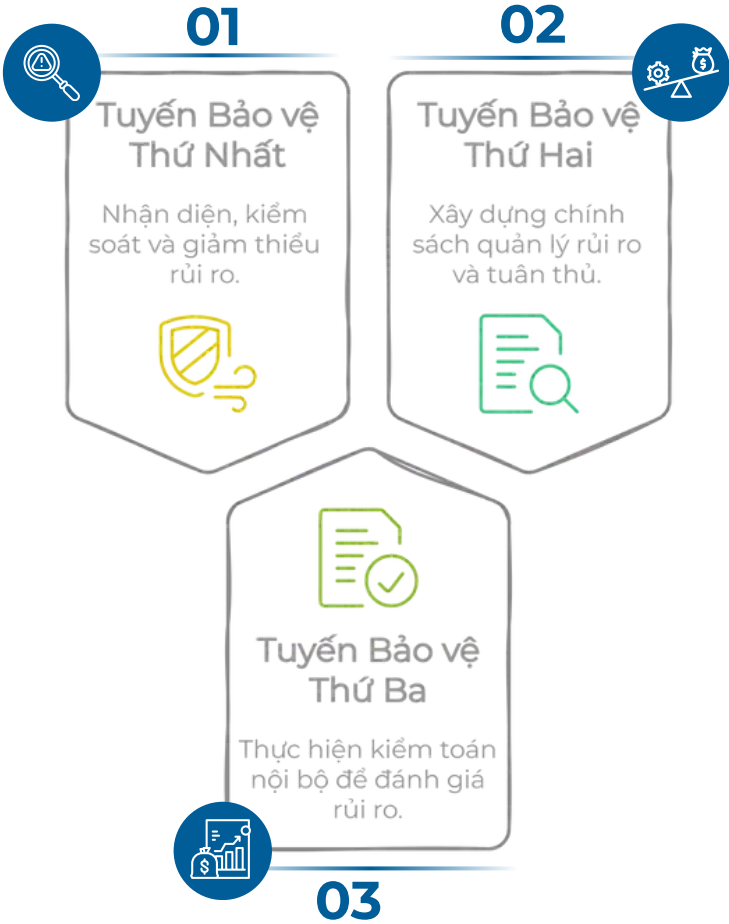 01
Tuyến Bảo vệ
Thứ Nhất
Nhận diện, kiểm
soát và giảm thiểu
rủi ro.
02
Tuyến Bảo vệ
Thứ Hai
Xây dựng chính
sách quản lý rủi ro
và tuân thủ.
Tuyến Bảo vệ
Thứ Ba
Thực hiện kiểm toán
nội bộ để đánh giá
rủi ro.
03